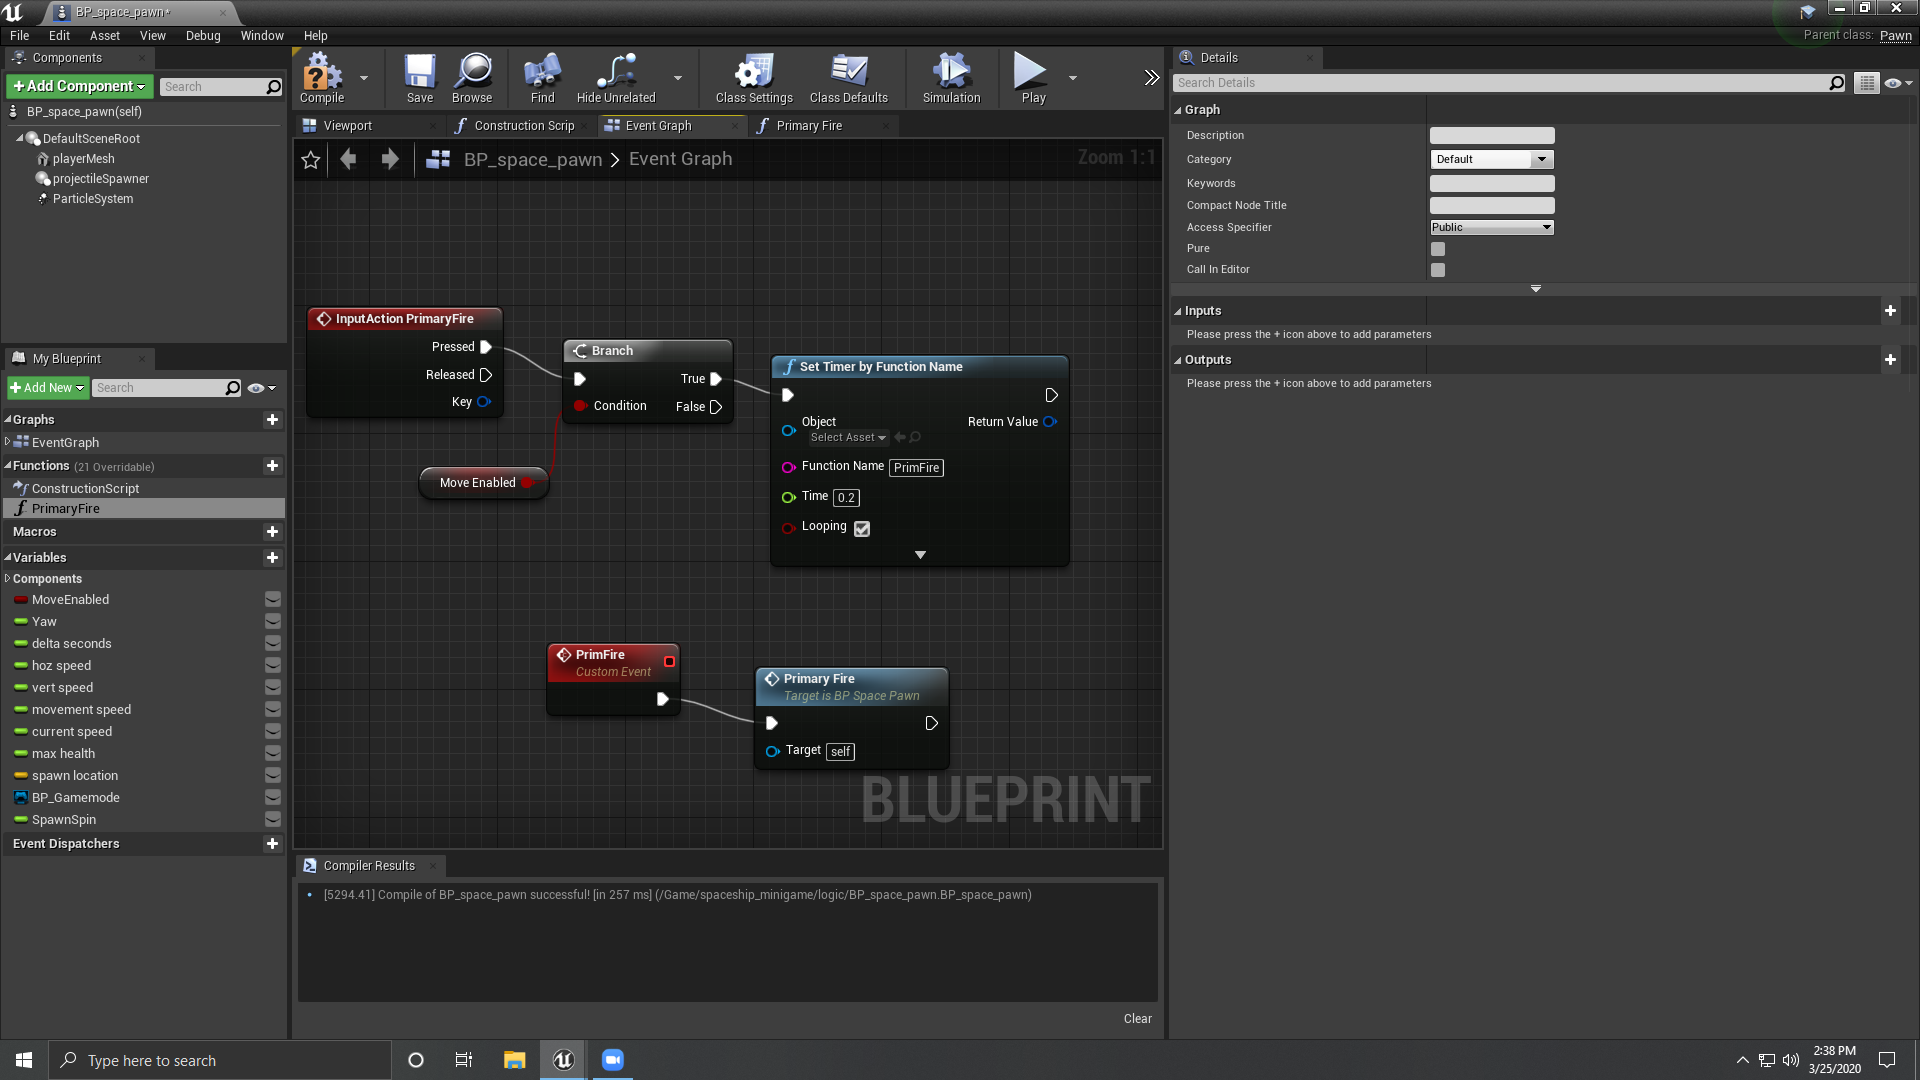 BP_space_pawn*
File Edit Asset View Debug Window Help
Parent class: Pawn
Components
+Add Component
Search
BP_space_pawn(self)
DefaultSceneRoot
playerMesh
projectileSpawner
ParticleSystem
My Blueprint
+Add New
Search
Graphs
EventGraph
Functions (21 Overridable)
ConstructionScript
PrimaryFire
Macros
Variables
Components
MoveEnabled
Yaw
delta seconds
hoz speed
vert speed
movement speed
current speed
max health
spawn location
BP_Gamemode
SpawnSpin
Event Dispatchers
Compile Save Browse Find Hide Unrelated Class Settings Class Defaults Simulation Play
Viewport Construction Scrip Event Graph Primary Fire
BP_space_pawn > Event Graph
Zoom 1:1
InputAction PrimaryFire
Pressed
Released
Key
Branch
True
Condition False
Move Enabled
Set Timer by Function Name
Object Return Value
Select Asset
Function Name PrimFire
Time 0.2
Looping
PrimFire
Custom Event
Primary Fire
Target is BP Space Pawn
Target self
BLUEPRINT
Compiler Results
[5294.41] Compile of BP_space_pawn successful! [in 257 ms] (/Game/spaceship_minigame/logic/BP_space_pawn.BP_space_pawn)
Clear
Details
Search Details
Graph
Description
Category Default
Keywords
Compact Node Title
Access Specifier Public
Pure
Call In Editor
Inputs
Please press the + icon above to add parameters
Outputs
Please press the + icon above to add parameters
Type here to search
2:38 PM
3/25/2020